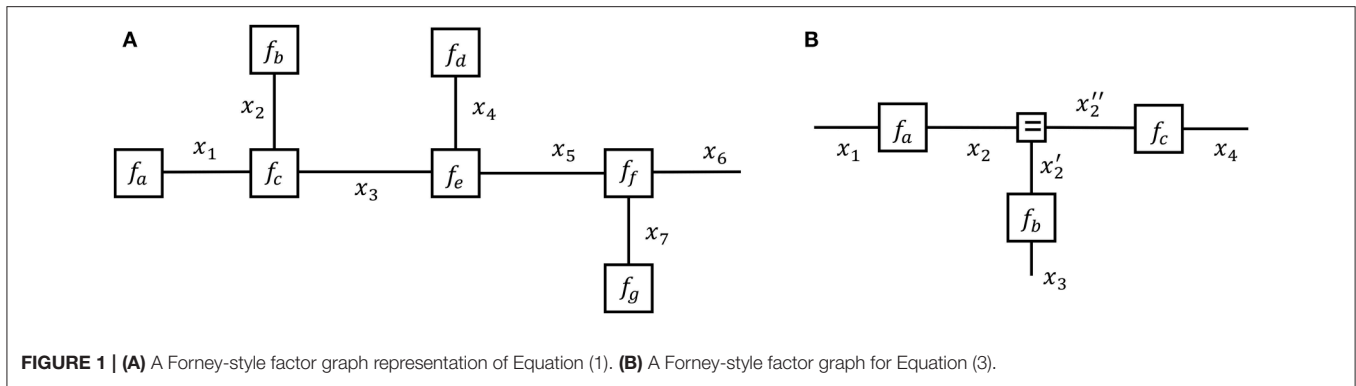 A
f_b
f_d
x_2
x_4
x_1
x_5
x_6
f_a
f_c
f_e
f_f
x_3
x_7
f_g
B
x_2''
f_a
=
f_c
x_1
x_2
x_4
x_2'
f_b
x_3
FIGURE 1 | (A) A Forney-style factor graph representation of Equation (1). (B) A Forney-style factor graph for Equation (3).